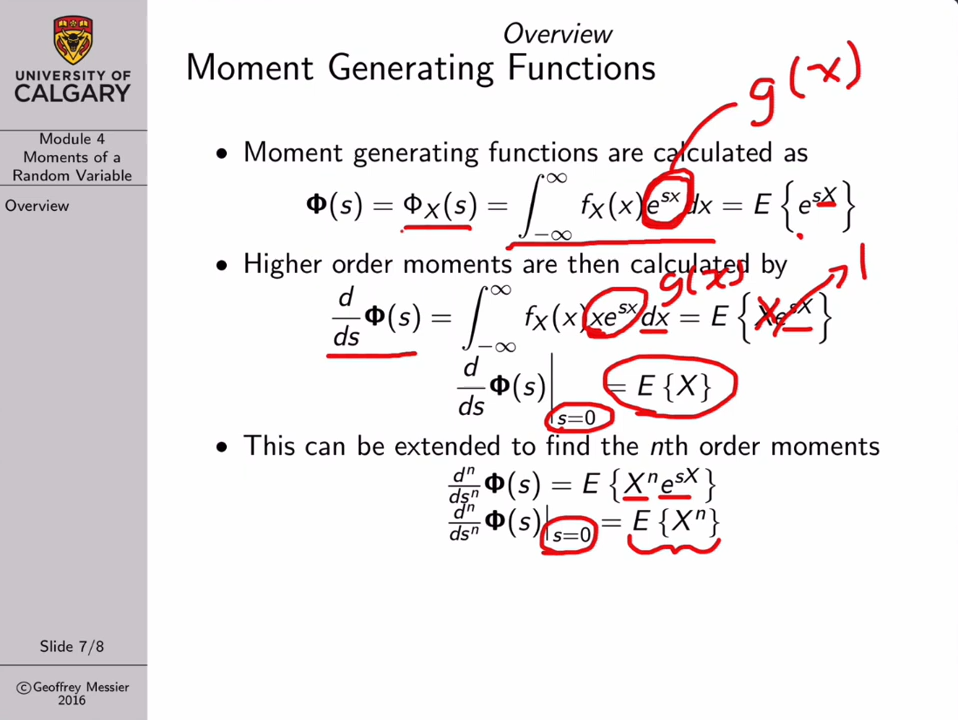 UNIVERSITY OF
CALGARY
Module 4
Moments of a
Random Variable
Overview
Overview
Moment Generating Functions
g(x)
• Moment generating functions are calculated as
Φ(s) = Φ_X(s) = ∫_{−∞}^{∞} f_X(x)e^{sx}dx = E {e^{sX}}
• Higher order moments are then calculated by
g(x) 1
d/ds Φ(s) = ∫_{−∞}^{∞} f_X(x)xe^{sx}dx = E {Xe^{sX}}
d/ds Φ(s)|_{s=0} = E {X}
• This can be extended to find the nth order moments
d^n/ds^n Φ(s) = E {X^n e^{sX}}
d^n/ds^n Φ(s)|_{s=0} = E {X^n}
Slide 7/8
©Geoffrey Messier
2016